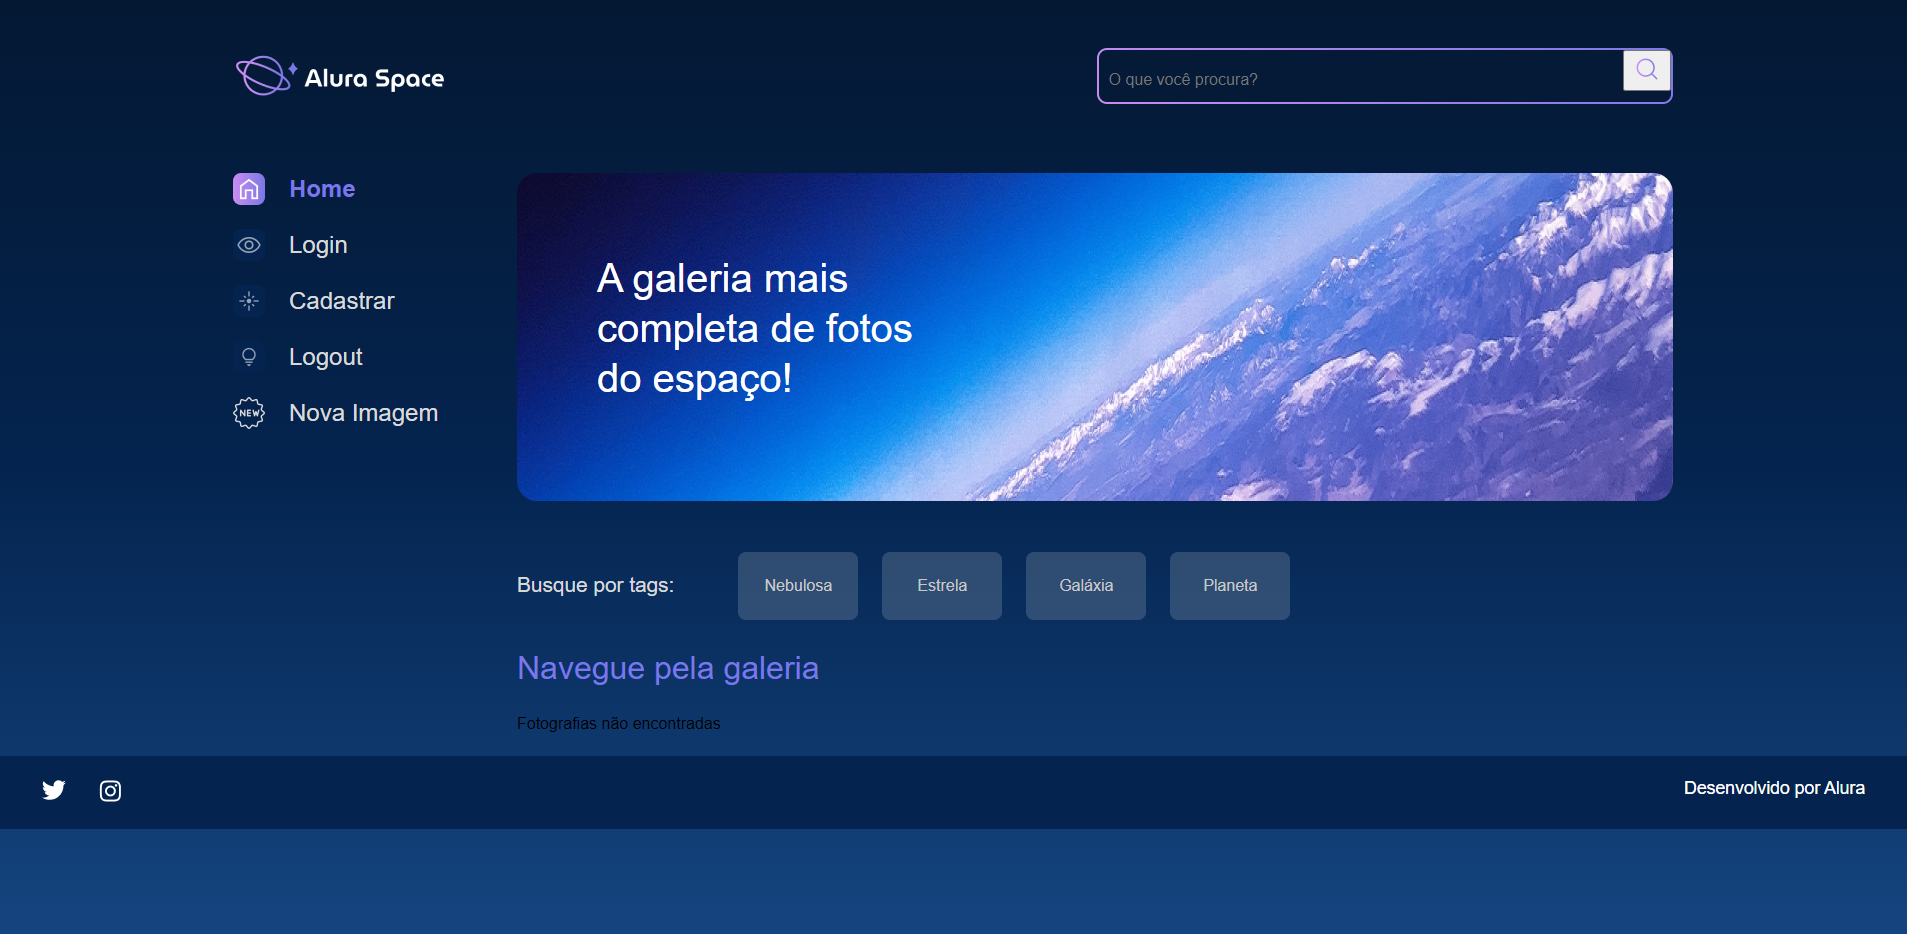 Alura Space
O que você procura?
Home
Login
Cadastrar
Logout
NEW
Nova Imagem
A galeria mais
completa de fotos
do espaço!
Busque por tags:
Nebulosa
Estrela
Galáxia
Planeta
Navegue pela galeria
Fotografias não encontradas
Desenvolvido por Alura